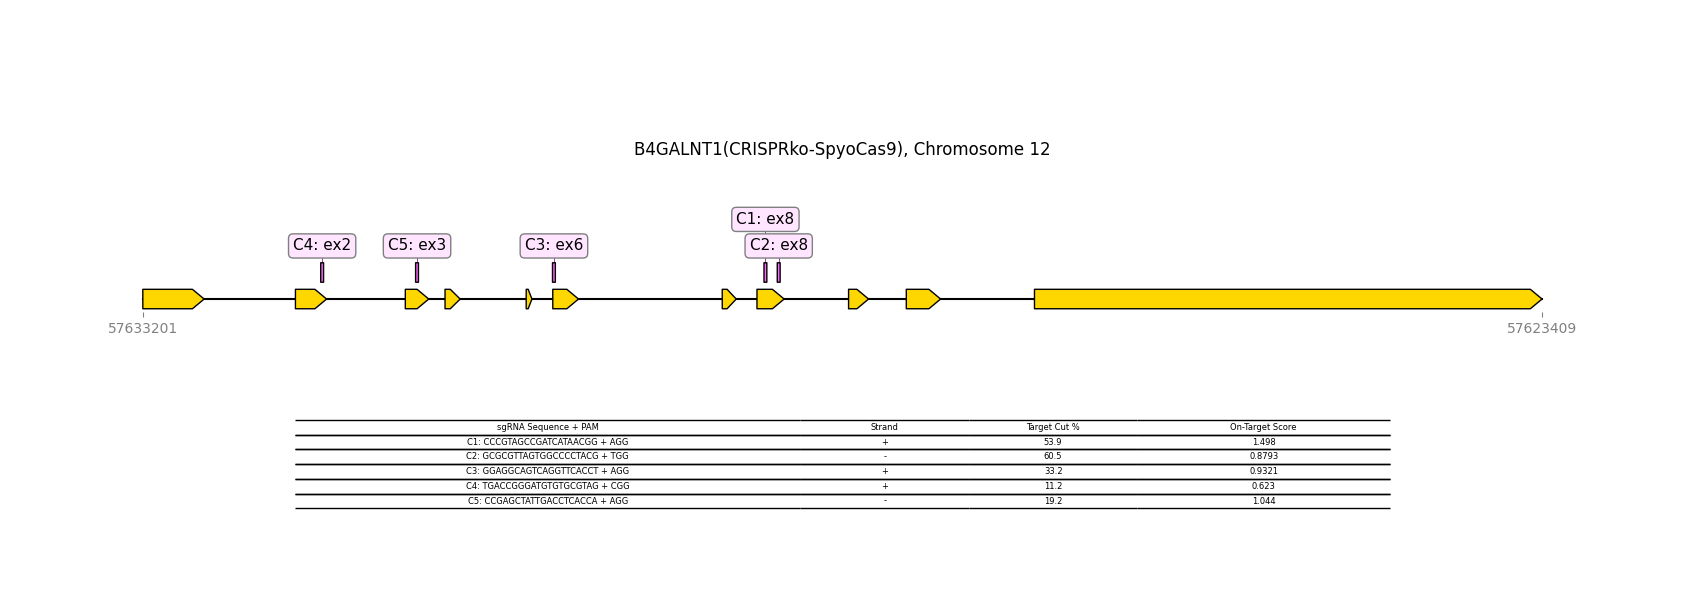 B4GALNT1(CRISPRko-SpyoCas9), Chromosome 12
C1: ex8
C4: ex2 C5: ex3 C3: ex6 C2: ex8
57633201 57623409
sgRNA Sequence + PAM Strand Target Cut % On-Target Score
C1: CCCGTAGCCGATCATAACGG + AGG + 53.9 1.498
C2: GCGCGTTAGTGGCCCCTACG + TGG - 60.5 0.8793
C3: GGAGGCAGTCAGGTTCACCT + AGG + 33.2 0.9321
C4: TGACCGGGATGTGTGCGTAG + CGG + 11.2 0.623
C5: CCGAGCTATTGACCTCACCA + AGG - 19.2 1.044